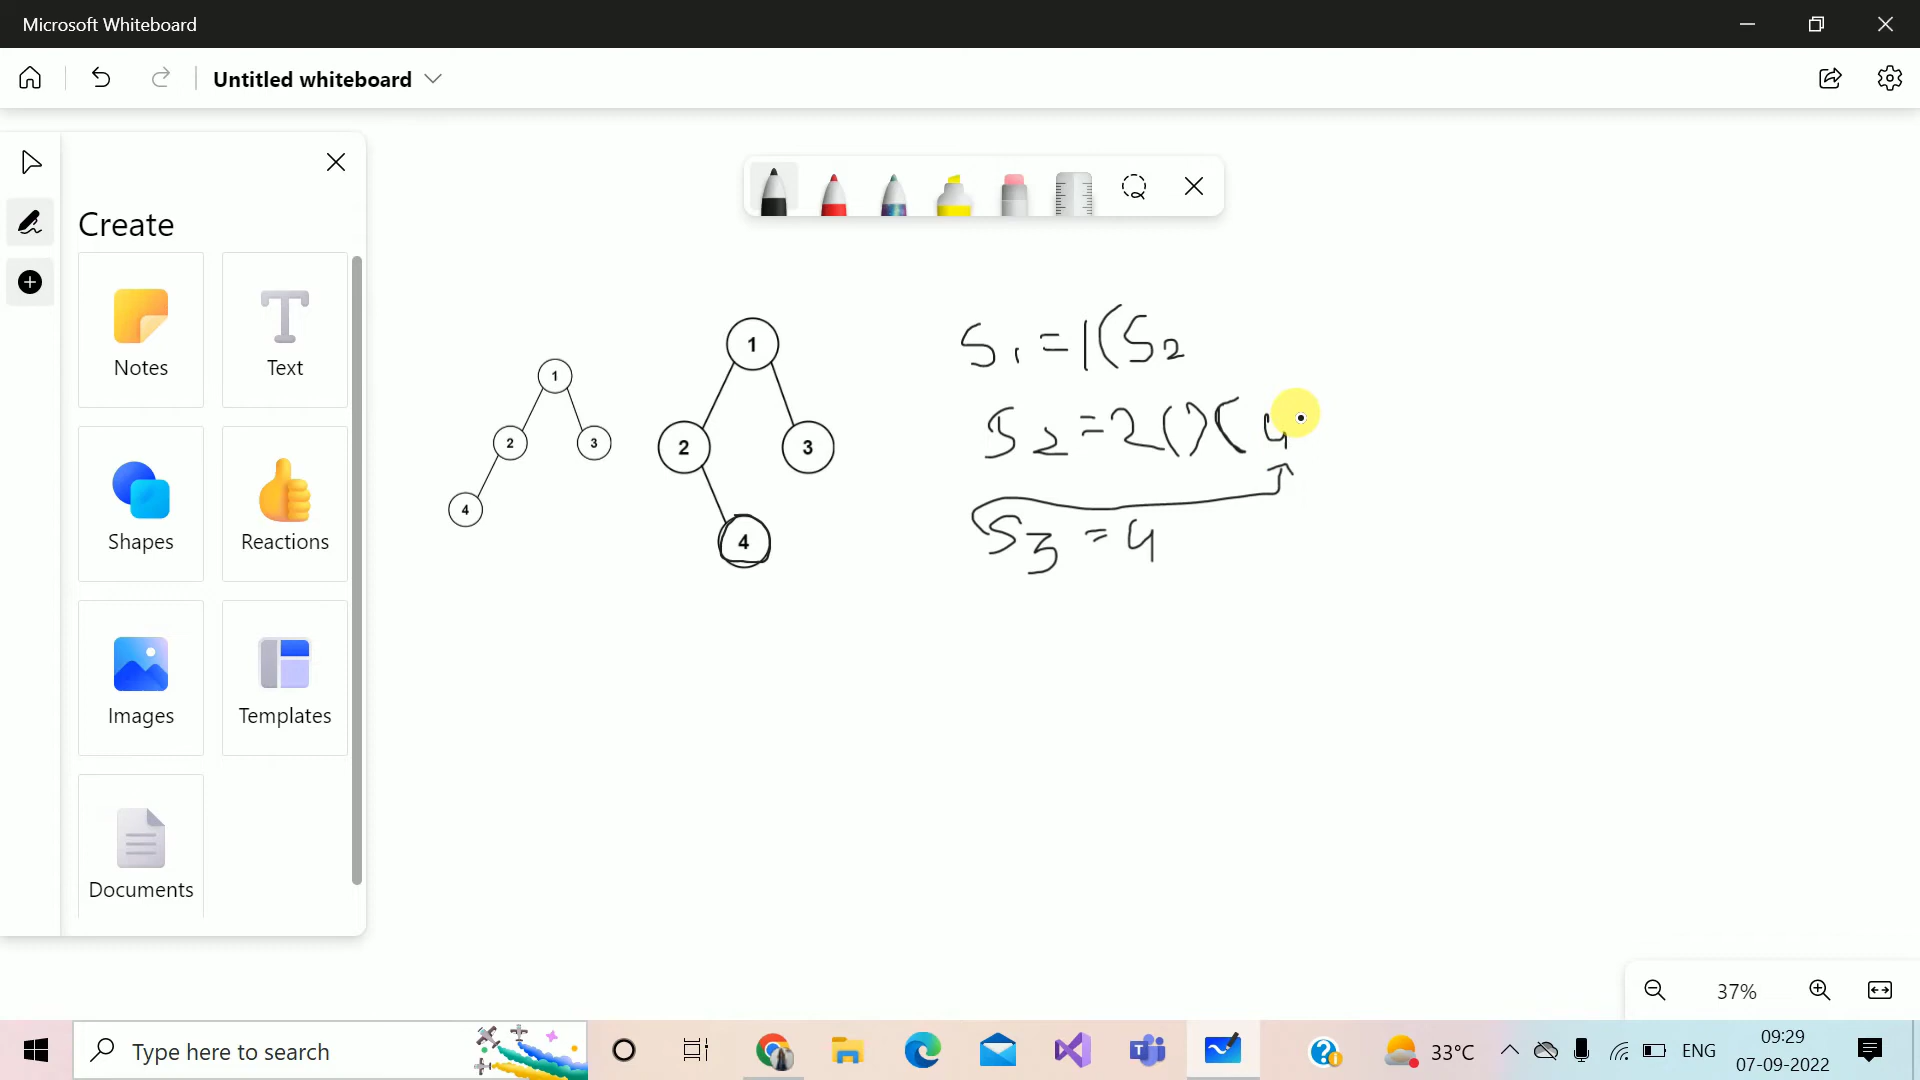 Microsoft Whiteboard
Untitled whiteboard
Create
Notes
Text
Shapes
Reactions
Images
Templates
Documents
1
2
3
4
1
2
3
4
S1 = 1(S2
S2 = 2()(4
S3 = 4
37%
Type here to search
33°C
ENG
09:29
07-09-2022